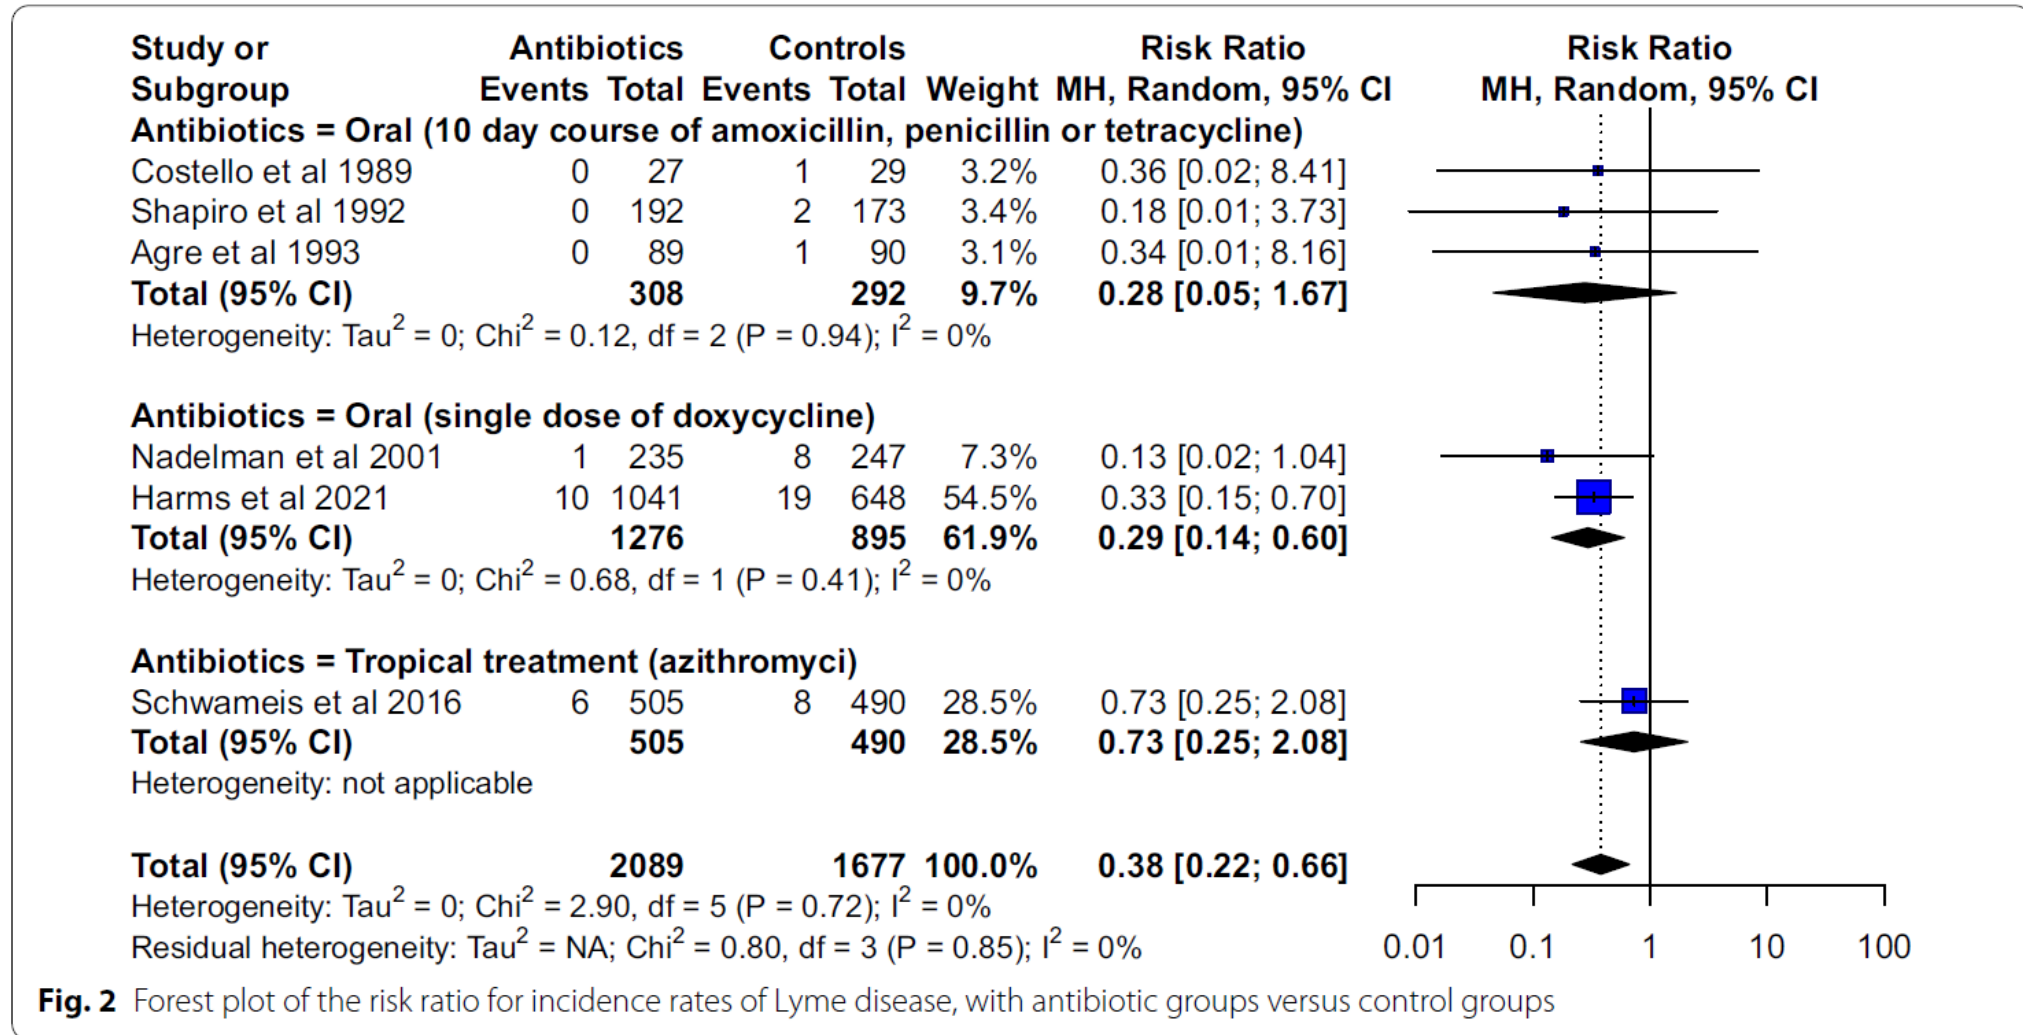 Study or Antibiotics Controls Risk Ratio Risk Ratio
Subgroup Events Total Events Total Weight MH, Random, 95% CI MH, Random, 95% CI
Antibiotics = Oral (10 day course of amoxicillin, penicillin or tetracycline)
Costello et al 1989 0 27 1 29 3.2% 0.36 [0.02; 8.41]
Shapiro et al 1992 0 192 2 173 3.4% 0.18 [0.01; 3.73]
Agre et al 1993 0 89 1 90 3.1% 0.34 [0.01; 8.16]
Total (95% CI) 308 292 9.7% 0.28 [0.05; 1.67]
Heterogeneity: Tau² = 0; Chi² = 0.12, df = 2 (P = 0.94); I² = 0%
Antibiotics = Oral (single dose of doxycycline)
Nadelman et al 2001 1 235 8 247 7.3% 0.13 [0.02; 1.04]
Harms et al 2021 10 1041 19 648 54.5% 0.33 [0.15; 0.70]
Total (95% CI) 1276 895 61.9% 0.29 [0.14; 0.60]
Heterogeneity: Tau² = 0; Chi² = 0.68, df = 1 (P = 0.41); I² = 0%
Antibiotics = Tropical treatment (azithromyci)
Schwameis et al 2016 6 505 8 490 28.5% 0.73 [0.25; 2.08]
Total (95% CI) 505 490 28.5% 0.73 [0.25; 2.08]
Heterogeneity: not applicable
Total (95% CI) 2089 1677 100.0% 0.38 [0.22; 0.66]
Heterogeneity: Tau² = 0; Chi² = 2.90, df = 5 (P = 0.72); I² = 0%
Residual heterogeneity: Tau² = NA; Chi² = 0.80, df = 3 (P = 0.85); I² = 0%
0.01 0.1 1 10 100
Fig. 2 Forest plot of the risk ratio for incidence rates of Lyme disease, with antibiotic groups versus control groups